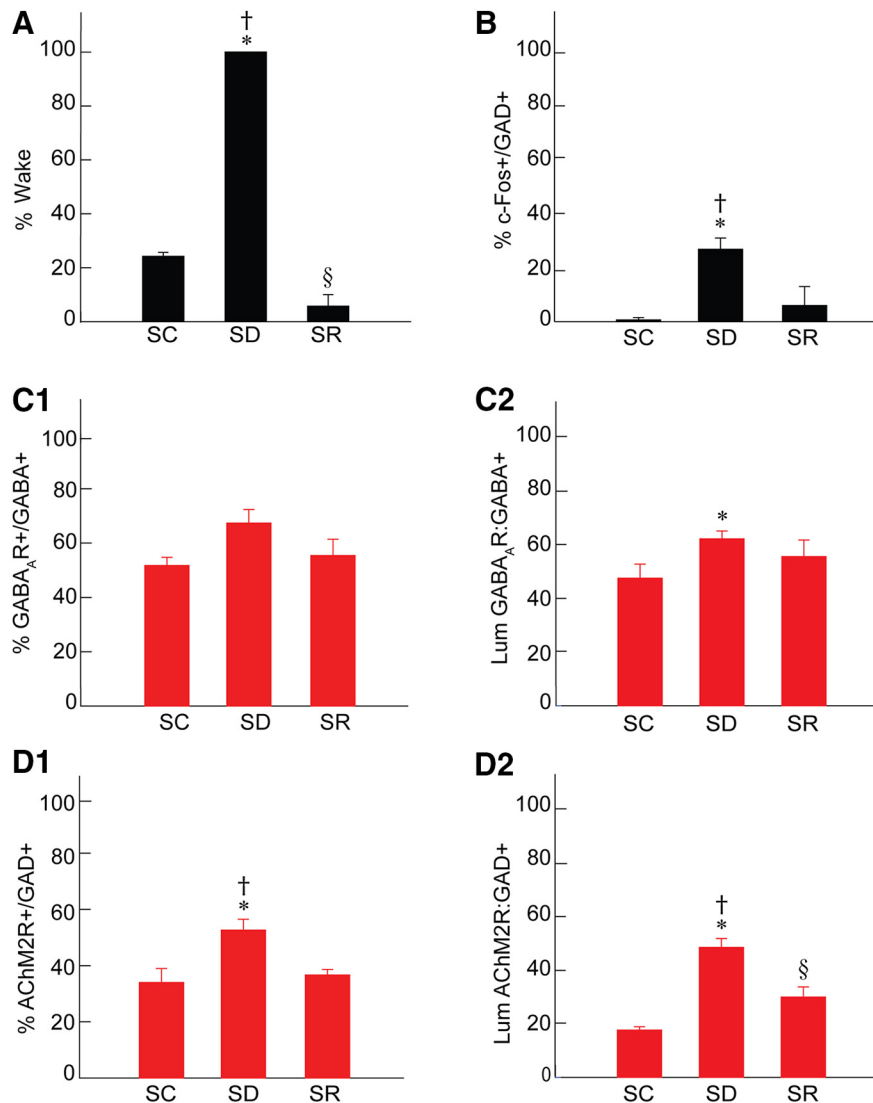 A
% Wake
100
80
60
40
20
0
†
*
§
SC SD SR
B
% c-Fos+/GAD+
100
80
60
40
20
0
†
*
SC SD SR
C1
% GABA_A R+/GABA+
100
80
60
40
20
0
SC SD SR
C2
Lum GABA_A R:GABA+
100
80
60
40
20
0
*
SC SD SR
D1
% AChM2R+/GAD+
100
80
60
40
20
0
†
*
SC SD SR
D2
Lum AChM2R:GAD+
100
80
60
40
20
0
†
*
§
SC SD SR